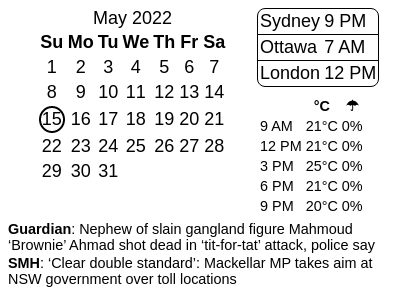 May 2022
Su Mo Tu We Th Fr Sa
1 2 3 4 5 6 7
8 9 10 11 12 13 14
15 16 17 18 19 20 21
22 23 24 25 26 27 28
29 30 31
Sydney 9 PM
Ottawa 7 AM
London 12 PM
°C ☂
9 AM 21°C 0%
12 PM 21°C 0%
3 PM 25°C 0%
6 PM 21°C 0%
9 PM 20°C 0%
Guardian: Nephew of slain gangland figure Mahmoud
‘Brownie’ Ahmad shot dead in ‘tit-for-tat’ attack, police say
SMH: ‘Clear double standard’: Mackellar MP takes aim at
NSW government over toll locations